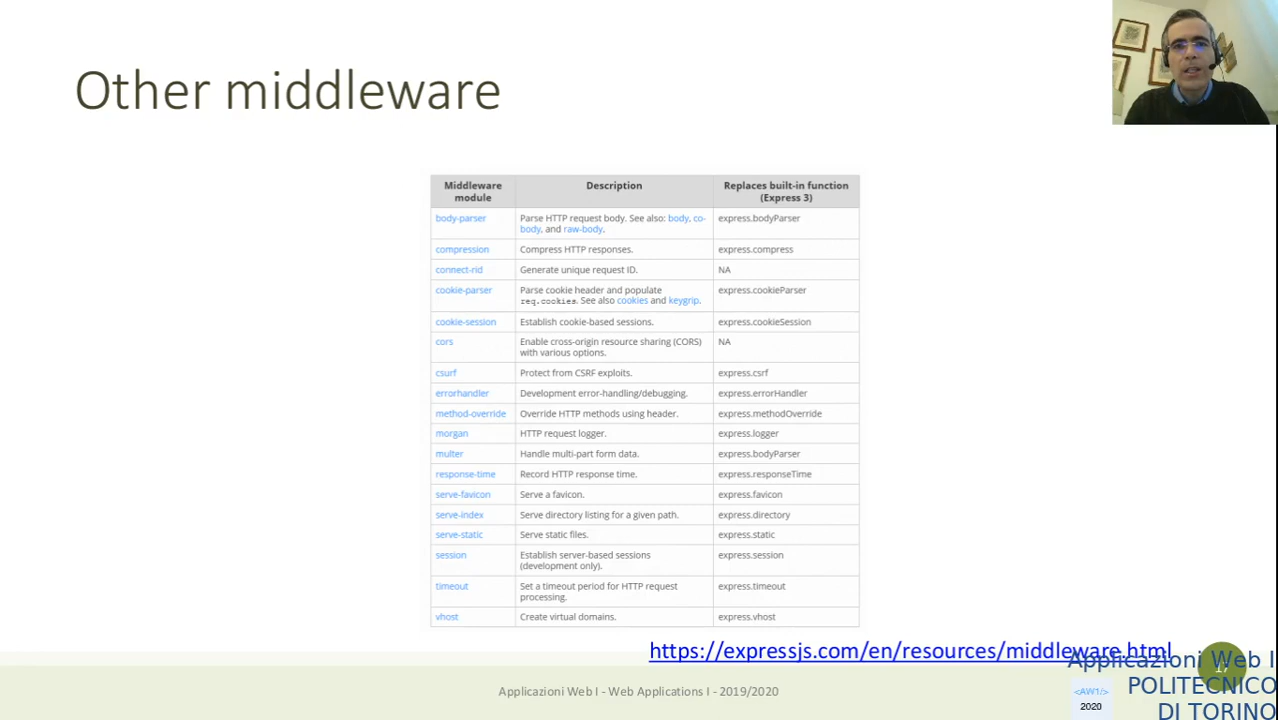 Other middleware
Middleware module Description Replaces built-in function (Express 3)
body-parser Parse HTTP request body. See also: body, co-body, and raw-body. express.bodyParser
compression Compress HTTP responses. express.compress
connect-rid Generate unique request ID. NA
cookie-parser Parse cookie header and populate req.cookies. See also cookies and keygrip. express.cookieParser
cookie-session Establish cookie-based sessions. express.cookieSession
cors Enable cross-origin resource sharing (CORS) with various options. NA
csurf Protect from CSRF exploits. express.csrf
errorhandler Development error-handling/debugging. express.errorHandler
method-override Override HTTP methods using header. express.methodOverride
morgan HTTP request logger. express.logger
multer Handle multi-part form data. express.bodyParser
response-time Record HTTP response time. express.responseTime
serve-favicon Serve a favicon. express.favicon
serve-index Serve directory listing for a given path. express.directory
serve-static Serve static files. express.static
session Establish server-based sessions (development only). express.session
timeout Set a timeout period for HTTP request processing. express.timeout
vhost Create virtual domains. express.vhost
https://expressjs.com/en/resources/middleware.html
Applicazioni Web I - Web Applications I - 2019/2020
<AW1/>
2020
Applicazioni Web I
POLITECNICO
DI TORINO